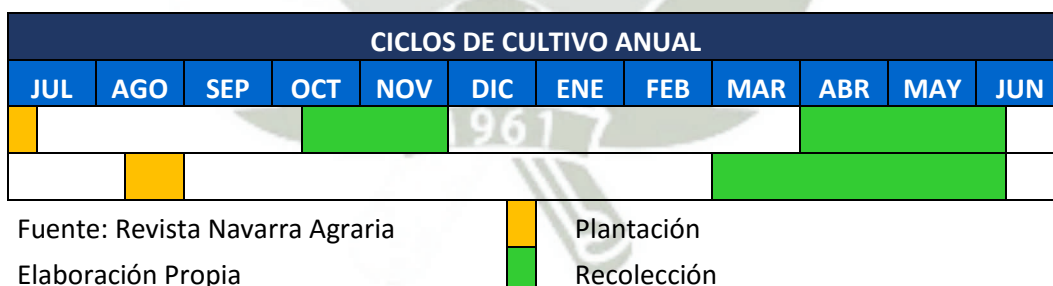 CICLOS DE CULTIVO ANUAL
JUL AGO SEP OCT NOV DIC ENE FEB MAR ABR MAY JUN
961
Fuente: Revista Navarra Agraria Plantación
Elaboración Propia Recolección